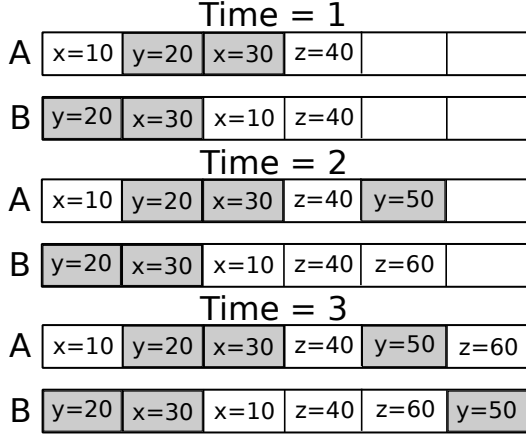 Time = 1
A x=10 y=20 x=30 z=40
B y=20 x=30 x=10 z=40
Time = 2
A x=10 y=20 x=30 z=40 y=50
B y=20 x=30 x=10 z=40 z=60
Time = 3
A x=10 y=20 x=30 z=40 y=50 z=60
B y=20 x=30 x=10 z=40 z=60 y=50